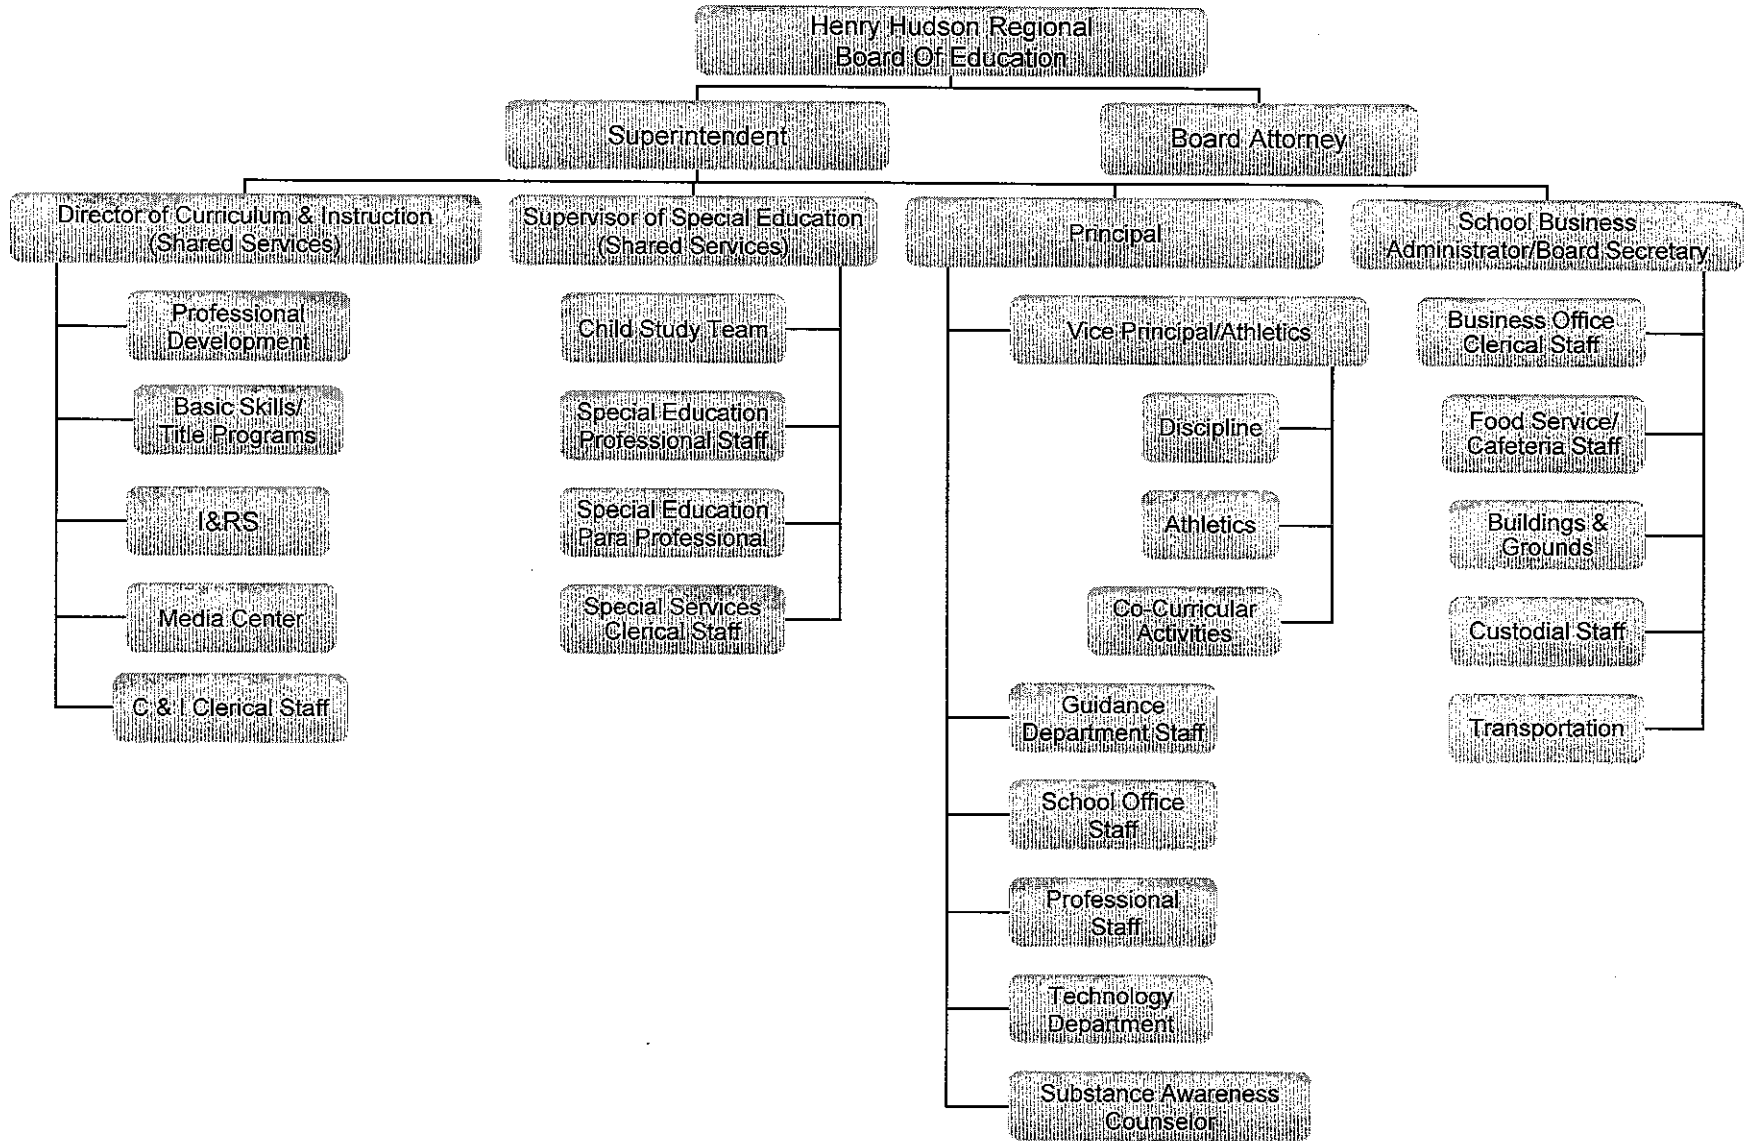 Henry Hudson Regional
Board Of Education
Superintendent
Board Attorney
Director of Curriculum & Instruction
(Shared Services)
Supervisor of Special Education
(Shared Services)
Principal
School Business
Administrator/Board Secretary
Professional
Development
Basic Skills/
Title Programs
I&RS
Media Center
C & I Clerical Staff
Child Study Team
Special Education
Professional Staff
Special Education
Para Professional
Special Services
Clerical Staff
Vice Principal/Athletics
Discipline
Athletics
Co-Curricular
Activities
Guidance
Department Staff
School Office
Staff
Professional
Staff
Technology
Department
Substance Awareness
Counselor
Business Office
Clerical Staff
Food Service/
Cafeteria Staff
Buildings &
Grounds
Custodial Staff
Transportation